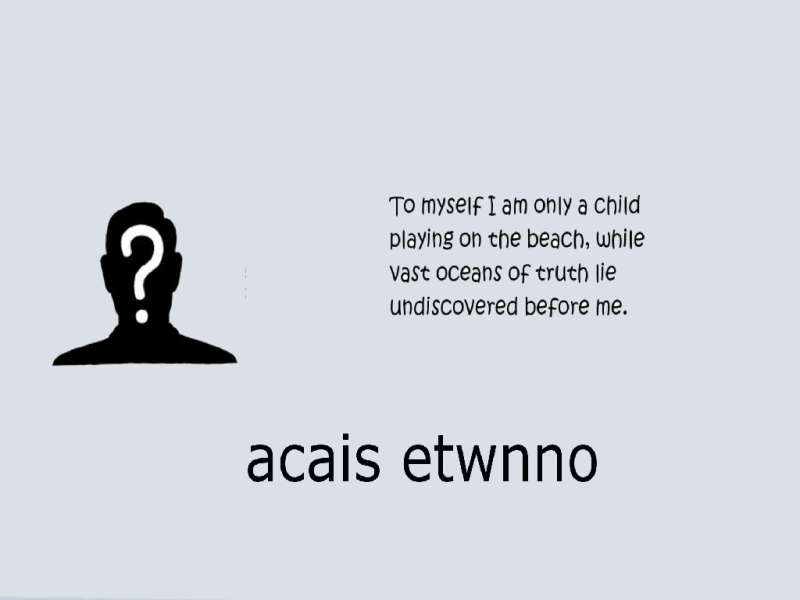 ?
To myself I am only a child
playing on the beach, while
vast oceans of truth lie
undiscovered before me.
acais etwnno